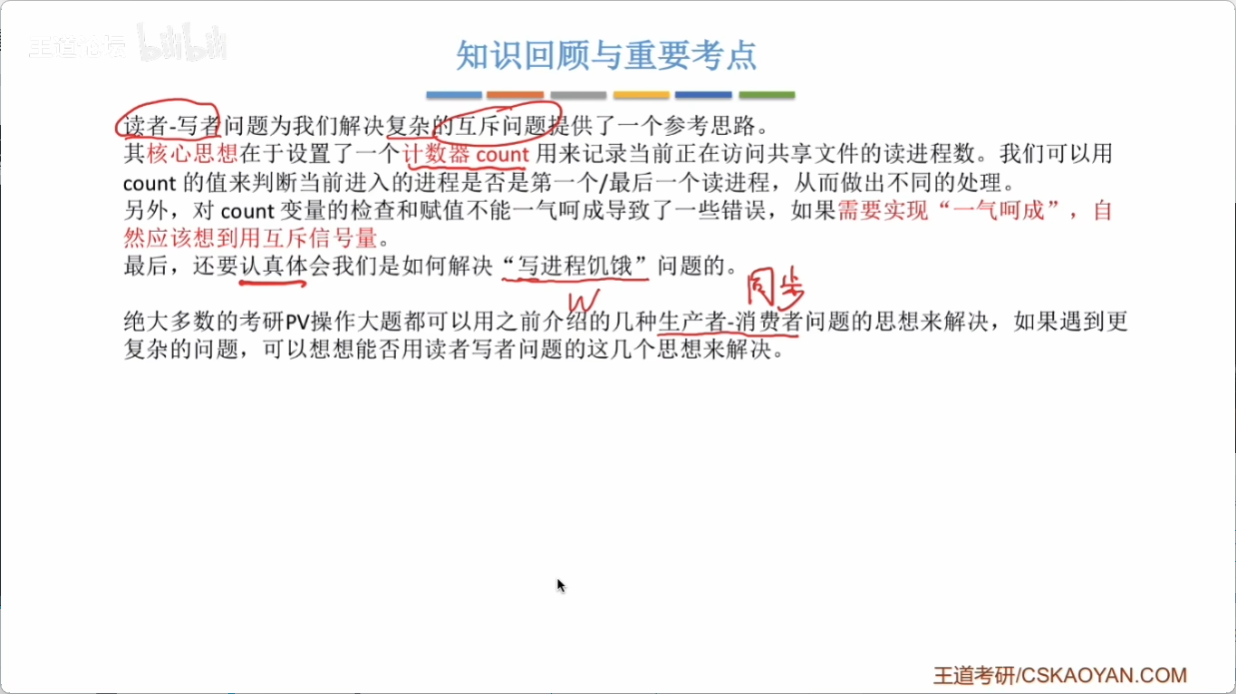 王道论坛 bilibili
知识回顾与重要考点
读者-写者问题为我们解决复杂的互斥问题提供了一个参考思路。
其核心思想在于设置了一个计数器 count 用来记录当前正在访问共享文件的读进程数。我们可以用
count 的值来判断当前进入的进程是否是第一个/最后一个读进程，从而做出不同的处理。
另外，对 count 变量的检查和赋值不能一气呵成导致了一些错误，如果需要实现“一气呵成”，自
然应该想到用互斥信号量。
最后，还要认真体会我们是如何解决“写进程饥饿”问题的。
同步
W
绝大多数的考研PV操作大题都可以用之前介绍的几种生产者-消费者问题的思想来解决，如果遇到更
复杂的问题，可以想想能否用读者写者问题的这几个思想来解决。
王道考研/CSKAOYAN.COM